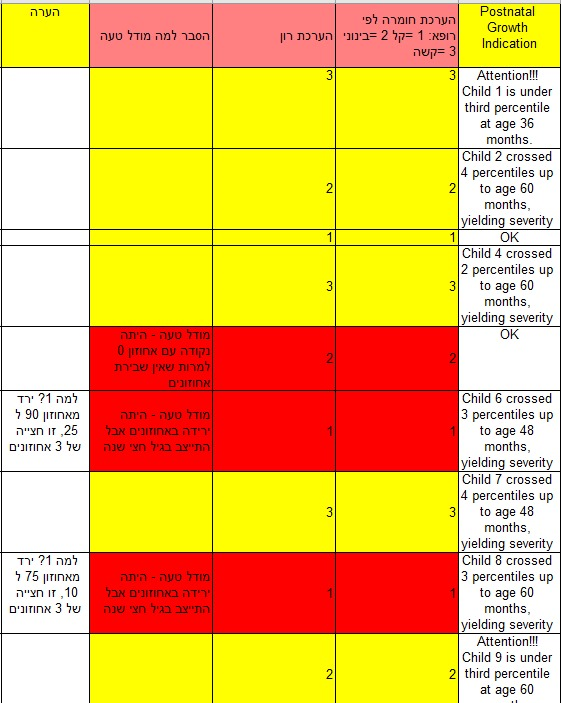 Postnatal
Growth
Indication
הערכת חומרה לפי
רופא: 1 =קל 2 =בינוני
3 =קשה
הערכת רון
הסבר למה מודל טעה
הערה
Attention!!!
Child 1 is under
third percentile
at age 36
months.
3
3
Child 2 crossed
4 percentiles up
to age 60
months,
yielding severity
2
2
OK
1
1
Child 4 crossed
2 percentiles up
to age 60
months,
yielding severity
3
3
OK
2
2
מודל טעה - היתה
נקודה עם אחוזון 0
למרות שאין שבירת
אחוזונים
Child 6 crossed
3 percentiles up
to age 48
months,
yielding severity
1
1
מודל טעה - היתה
ירידה באחוזונים אבל
התייצב בגיל חצי שנה
למה 1? ירד
מאחוזון 90 ל
25, זו חצייה
של 3 אחוזונים
Child 7 crossed
4 percentiles up
to age 48
months,
yielding severity
3
3
Child 8 crossed
3 percentiles up
to age 60
months,
yielding severity
1
1
מודל טעה - היתה
ירידה באחוזונים אבל
התייצב בגיל חצי שנה
למה 1? ירד
מאחוזון 75 ל
10, זו חצייה
של 3 אחוזונים
Attention!!!
Child 9 is under
third percentile
at age 60
2
2